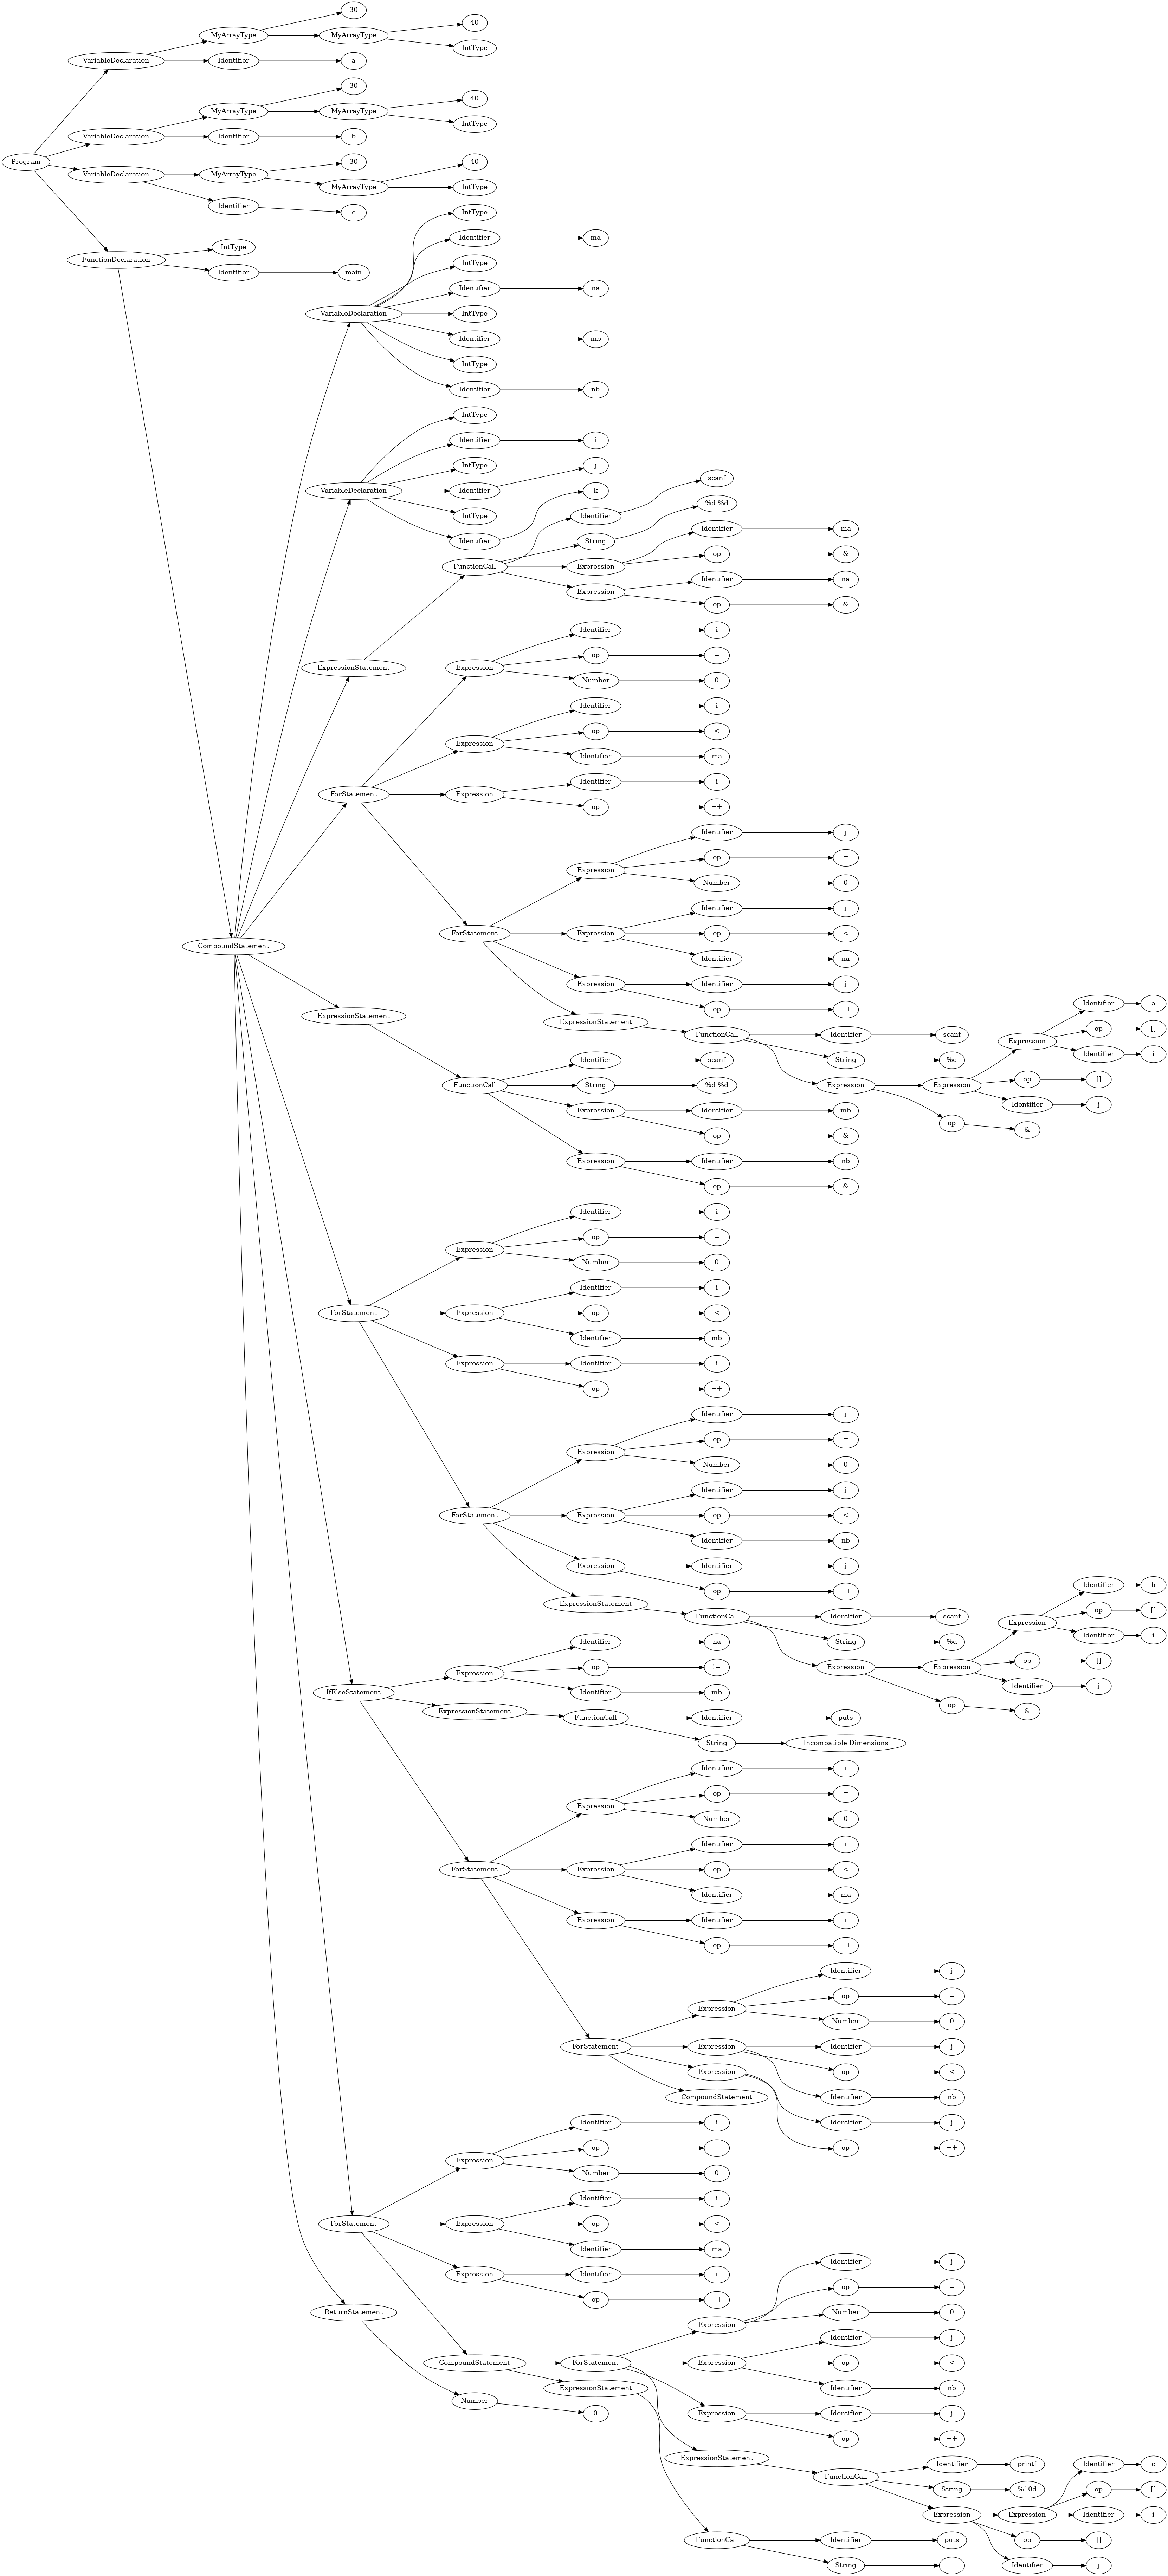 30
40
MyArrayType
MyArrayType
IntType
VariableDeclaration
Identifier
a
30
40
MyArrayType
MyArrayType
IntType
VariableDeclaration
Identifier
b
Program
30
40
VariableDeclaration
MyArrayType
MyArrayType
IntType
Identifier
c
IntType
Identifier
ma
IntType
FunctionDeclaration
IntType
Identifier
main
Identifier
na
VariableDeclaration
IntType
Identifier
mb
IntType
Identifier
nb
IntType
Identifier
i
IntType
j
VariableDeclaration
Identifier
k
IntType
Identifier
scanf
%d %d
Identifier
String
Identifier
ma
Expression
op
&
FunctionCall
Expression
Identifier
na
op
&
Identifier
i
op
=
ExpressionStatement
Expression
Number
0
Identifier
i
op
<
Expression
Identifier
ma
Identifier
i
ForStatement
Expression
op
++
Identifier
j
op
=
Expression
Number
0
Identifier
j
ForStatement
Expression
op
<
CompoundStatement
Identifier
na
Expression
Identifier
j
op
++
Identifier
a
ExpressionStatement
ExpressionStatement
FunctionCall
Identifier
scanf
Expression
op
[]
Identifier
i
Identifier
scanf
String
%d
FunctionCall
String
%d %d
Expression
Expression
op
[]
Expression
Identifier
mb
Identifier
j
op
&
op
&
Expression
Identifier
nb
op
&
Identifier
i
op
=
Expression
Number
0
Identifier
i
ForStatement
Expression
op
<
Identifier
mb
Expression
Identifier
i
op
++
Identifier
j
op
=
Expression
Number
0
Identifier
j
ForStatement
Expression
op
<
Identifier
nb
Expression
Identifier
j
op
++
Identifier
b
ExpressionStatement
FunctionCall
Identifier
scanf
Expression
op
[]
Identifier
i
Identifier
na
String
%d
Expression
op
!=
Expression
Expression
op
[]
IfElseStatement
Identifier
mb
Identifier
j
op
&
ExpressionStatement
FunctionCall
Identifier
puts
String
Incompatible Dimensions
Identifier
i
op
=
Expression
Number
0
Identifier
i
ForStatement
Expression
op
<
Identifier
ma
Expression
Identifier
i
op
++
Identifier
j
op
=
Expression
Number
0
ForStatement
Expression
Identifier
j
Expression
op
<
CompoundStatement
Identifier
nb
Identifier
i
Identifier
j
op
=
op
++
Expression
Number
0
Identifier
i
ForStatement
Expression
op
<
Identifier
ma
Identifier
j
Expression
Identifier
i
op
=
op
++
ReturnStatement
Number
0
Expression
Identifier
j
CompoundStatement
ForStatement
Expression
op
<
ExpressionStatement
Identifier
nb
Number
0
Expression
Identifier
j
op
++
ExpressionStatement
Identifier
printf
Identifier
c
FunctionCall
String
%10d
op
[]
Expression
Expression
Identifier
i
FunctionCall
Identifier
puts
op
[]
String
Identifier
j